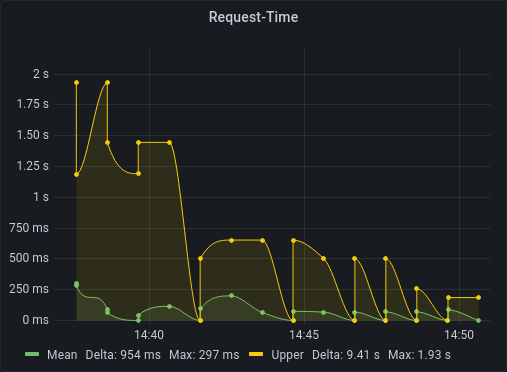 Request-Time
2 s
1.75 s
1.50 s
1.25 s
1 s
750 ms
500 ms
250 ms
0 ms
14:40 14:45 14:50
Mean Delta: 954 ms Max: 297 ms Upper Delta: 9.41 s Max: 1.93 s